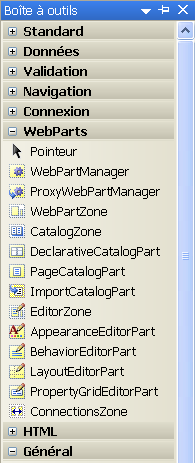 Boîte à outils
Standard
Données
Validation
Navigation
Connexion
WebParts
Pointeur
WebPartManager
ProxyWebPartManager
WebPartZone
CatalogZone
DeclarativeCatalogPart
PageCatalogPart
ImportCatalogPart
EditorZone
AppearanceEditorPart
BehaviorEditorPart
LayoutEditorPart
PropertyGridEditorPart
ConnectionsZone
HTML
Général